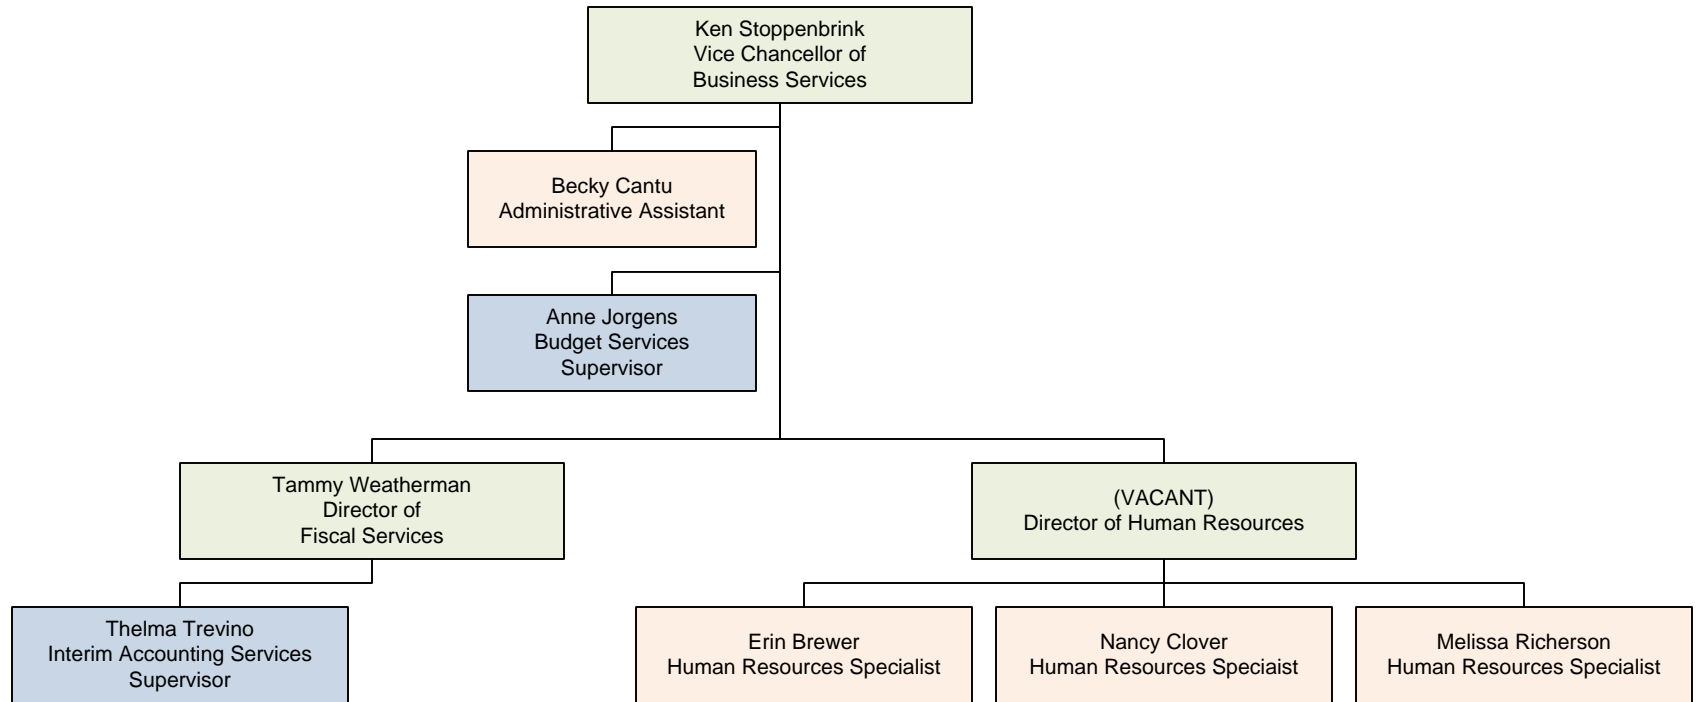 Ken Stoppenbrink
Vice Chancellor of
Business Services
Becky Cantu
Administrative Assistant
Anne Jorgens
Budget Services
Supervisor
Tammy Weatherman
Director of
Fiscal Services
(VACANT)
Director of Human Resources
Thelma Trevino
Interim Accounting Services
Supervisor
Erin Brewer
Human Resources Specialist
Nancy Clover
Human Resources Speciaist
Melissa Richerson
Human Resources Specialist